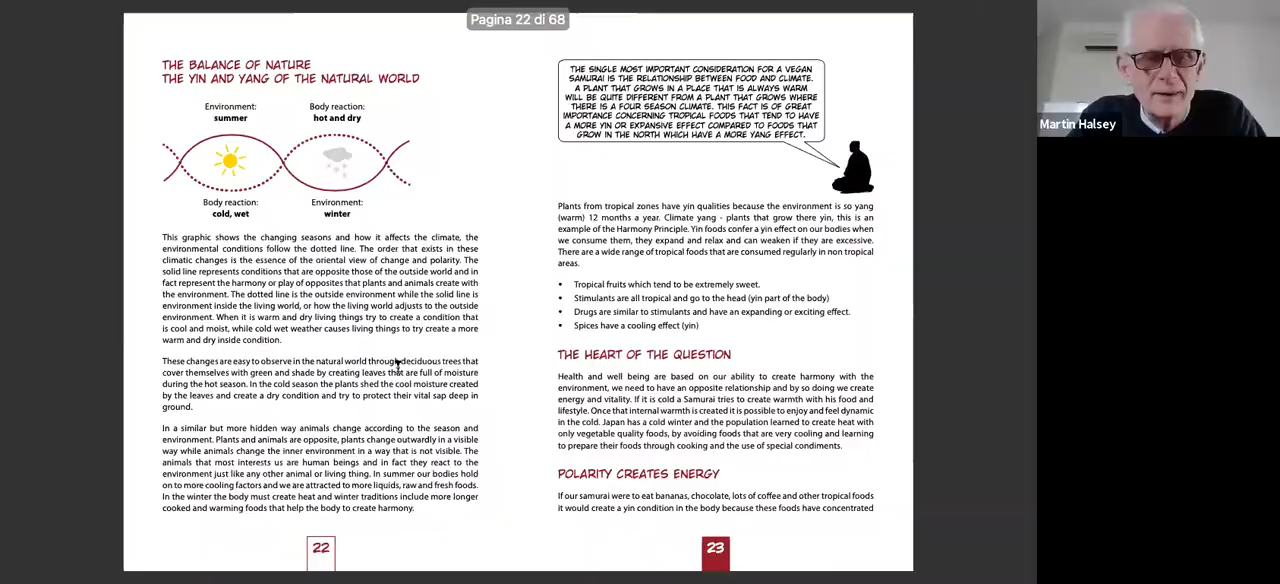 Pagina 22 di 68
THE BALANCE OF NATURE
THE YIN AND YANG OF THE NATURAL WORLD
Environment:
summer
Body reaction:
hot and dry
Body reaction:
cold, wet
Environment:
winter
This graphic shows the changing seasons and how it affects the climate, the
environmental conditions follow the dotted line. The order that exists in these
climatic changes is the essence of the oriental view of change and polarity. The
solid line represents conditions that are opposite those of the outside world and in
fact represent the harmony or play of opposites that plants and animals create with
the environment. The dotted line is the outside environment while the solid line is
environment inside the living world, or how the living world adjusts to the outside
environment. When it is warm and dry living things try to create a condition that
is cool and moist, while cold wet weather causes living things to try create a more
warm and dry inside condition.
These changes are easy to observe in the natural world through deciduous trees that
cover themselves with green and shade by creating leaves that are full of moisture
during the hot season. In the cold season the plants shed the cool moisture created
by the leaves and create a dry condition and try to protect their vital sap deep in
ground.
In a similar but more hidden way animals change according to the season and
environment. Plants and animals are opposite, plants change outwardly in a visible
way while animals change the inner environment in a way that is not visible. The
animals that most interests us are human beings and in fact they react to the
environment just like any other animal or living thing. In summer our bodies hold
on to more cooling factors and we are attracted to more liquids, raw and fresh foods.
In the winter the body must create heat and winter traditions include more longer
cooked and warming foods that help the body to create harmony.
22
THE SINGLE MOST IMPORTANT CONSIDERATION FOR A VEGAN
SAMURAI IS THE RELATIONSHIP BETWEEN FOOD AND CLIMATE.
A PLANT THAT GROWS IN A PLACE THAT IS ALWAYS WARM
WILL BE QUITE DIFFERENT FROM A PLANT THAT GROWS WHERE
THERE IS A FOUR SEASON CLIMATE. THIS FACT IS OF GREAT
IMPORTANCE CONCERNING TROPICAL FOODS THAT TEND TO HAVE
A MORE YIN OR EXPANSIVE EFFECT COMPARED TO FOODS THAT
GROW IN THE NORTH WHICH HAVE A MORE YANG EFFECT.
Plants from tropical zones have yin qualities because the environment is so yang
(warm) 12 months a year. Climate yang - plants that grow there yin, this is an
example of the Harmony Principle. Yin foods confer a yin effect on our bodies when
we consume them, they expand and relax and can weaken if they are excessive.
There are a wide range of tropical foods that are consumed regularly in non tropical
areas.
• Tropical fruits which tend to be extremely sweet.
• Stimulants are all tropical and go to the head (yin part of the body)
• Drugs are similar to stimulants and have an expanding or exciting effect.
• Spices have a cooling effect (yin)
THE HEART OF THE QUESTION
Health and well being are based on our ability to create harmony with the
environment, we need to have an opposite relationship and by so doing we create
energy and vitality. If it is cold a Samurai tries to create warmth with his food and
lifestyle. Once that internal warmth is created it is possible to enjoy and feel dynamic
in the cold. Japan has a cold winter and the population learned to create heat with
only vegetable quality foods, by avoiding foods that are very cooling and learning
to prepare their foods through cooking and the use of special condiments.
POLARITY CREATES ENERGY
If our samurai were to eat bananas, chocolate, lots of coffee and other tropical foods
it would create a yin condition in the body because these foods have concentrated
23
Martin Halsey